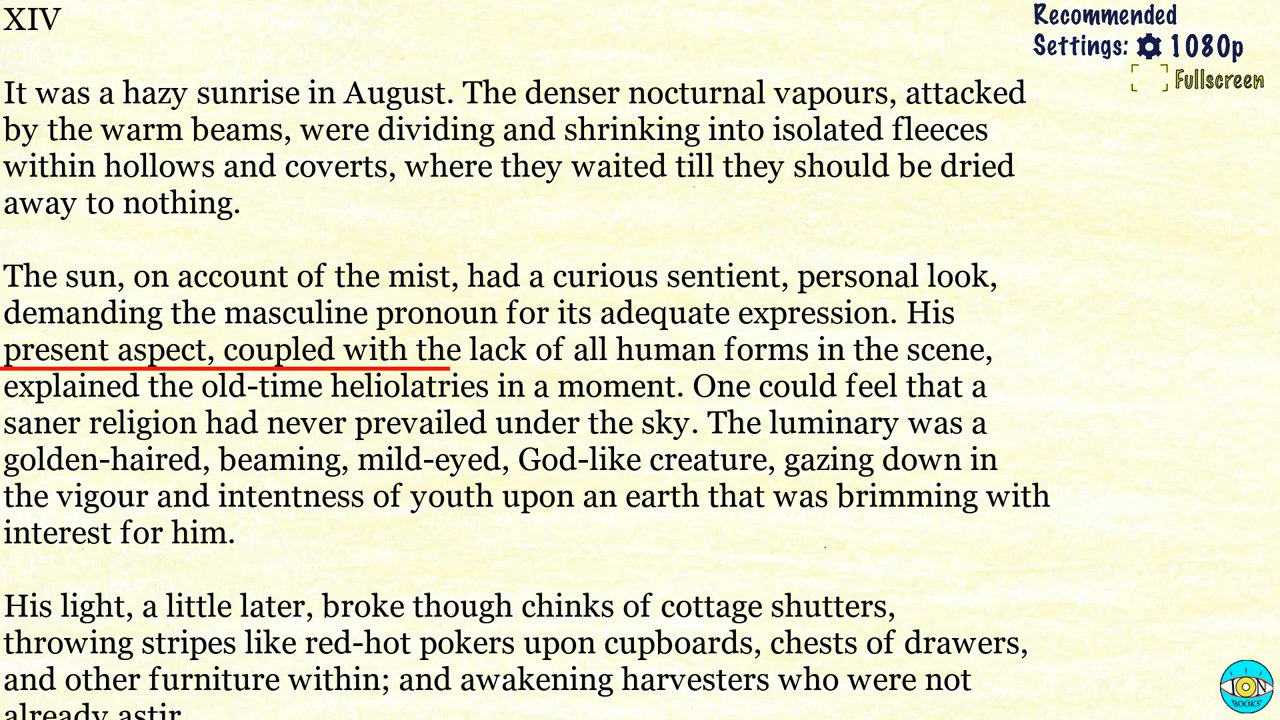 XIV
Recommended
Settings: 1080p
Fullscreen
It was a hazy sunrise in August. The denser nocturnal vapours, attacked
by the warm beams, were dividing and shrinking into isolated fleeces
within hollows and coverts, where they waited till they should be dried
away to nothing.
The sun, on account of the mist, had a curious sentient, personal look,
demanding the masculine pronoun for its adequate expression. His
present aspect, coupled with the lack of all human forms in the scene,
explained the old-time heliolatries in a moment. One could feel that a
saner religion had never prevailed under the sky. The luminary was a
golden-haired, beaming, mild-eyed, God-like creature, gazing down in
the vigour and intentness of youth upon an earth that was brimming with
interest for him.
His light, a little later, broke though chinks of cottage shutters,
throwing stripes like red-hot pokers upon cupboards, chests of drawers,
and other furniture within; and awakening harvesters who were not
already astir.
ION
BOOKS